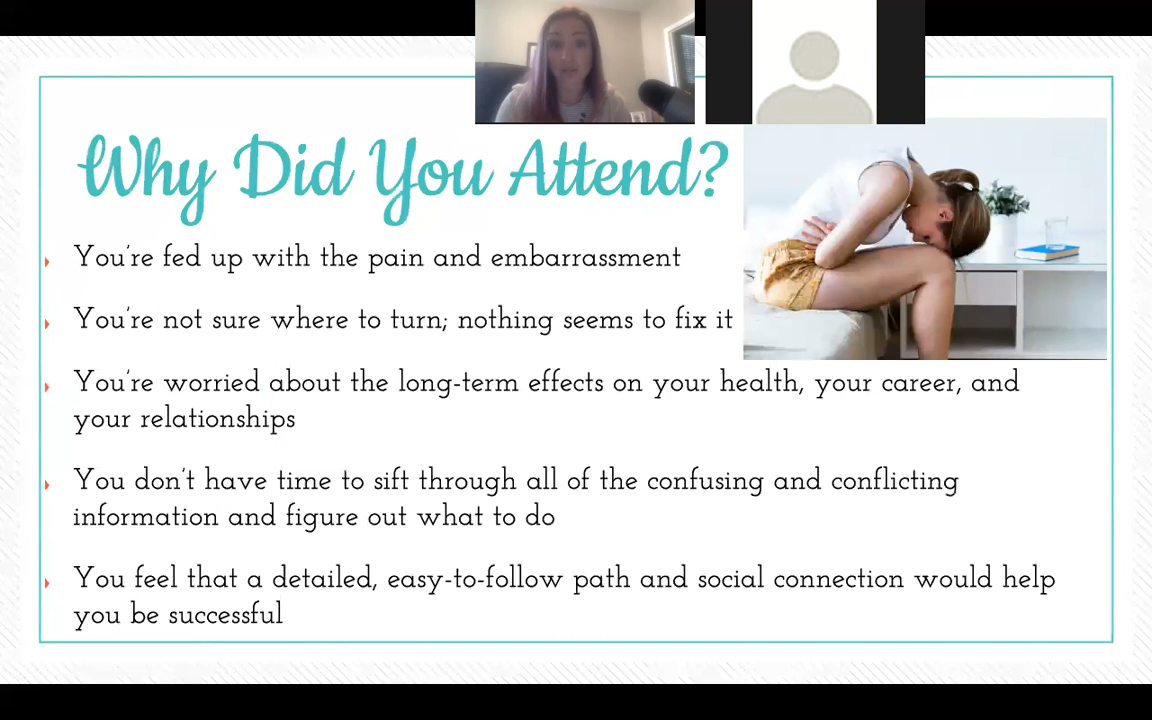 Why Did You Attend?
You're fed up with the pain and embarrassment
You're not sure where to turn; nothing seems to fix it
You're worried about the long-term effects on your health, your career, and
your relationships
You don't have time to sift through all of the confusing and conflicting
information and figure out what to do
You feel that a detailed, easy-to-follow path and social connection would help
you be successful